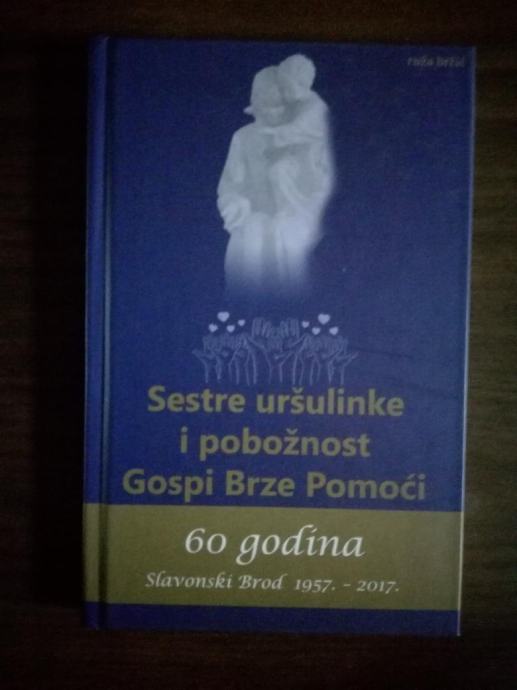 ruža brzić
Sestre uršulinke
i pobožnost
Gospi Brze Pomoći
60 godina
Slavonski Brod 1957. - 2017.